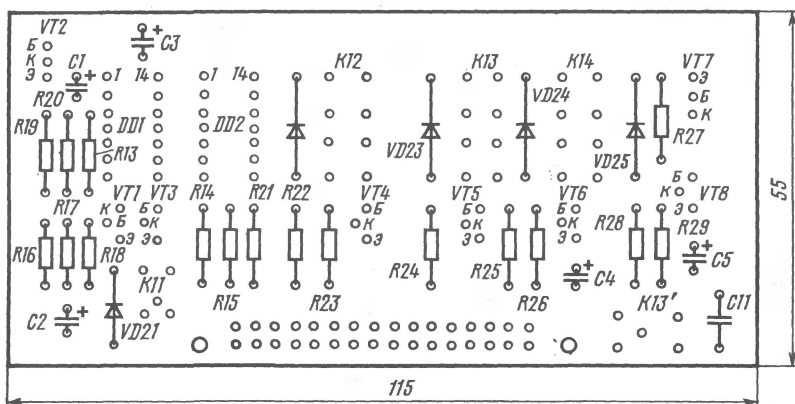 VT2
Б
К
Э
C1
+
C3
+
1 14
1 14
K12
K13
K14
VT7
Э
Б
К
R20
R19
R13
DD1
DD2
VD23
VD24
VD25
R27
R17
VT1
К
Б
Э
VT3
Б
К
Э
R14
R21
R22
VT4
Б
К
Э
VT5
Б
К
Э
VT6
Б
К
Э
R28
R29
Б
К
Э
VT8
R16
R18
K11
R15
R23
R24
R25
R26
C4
+
C5
+
C2
+
VD21
K13'
C11
55
115